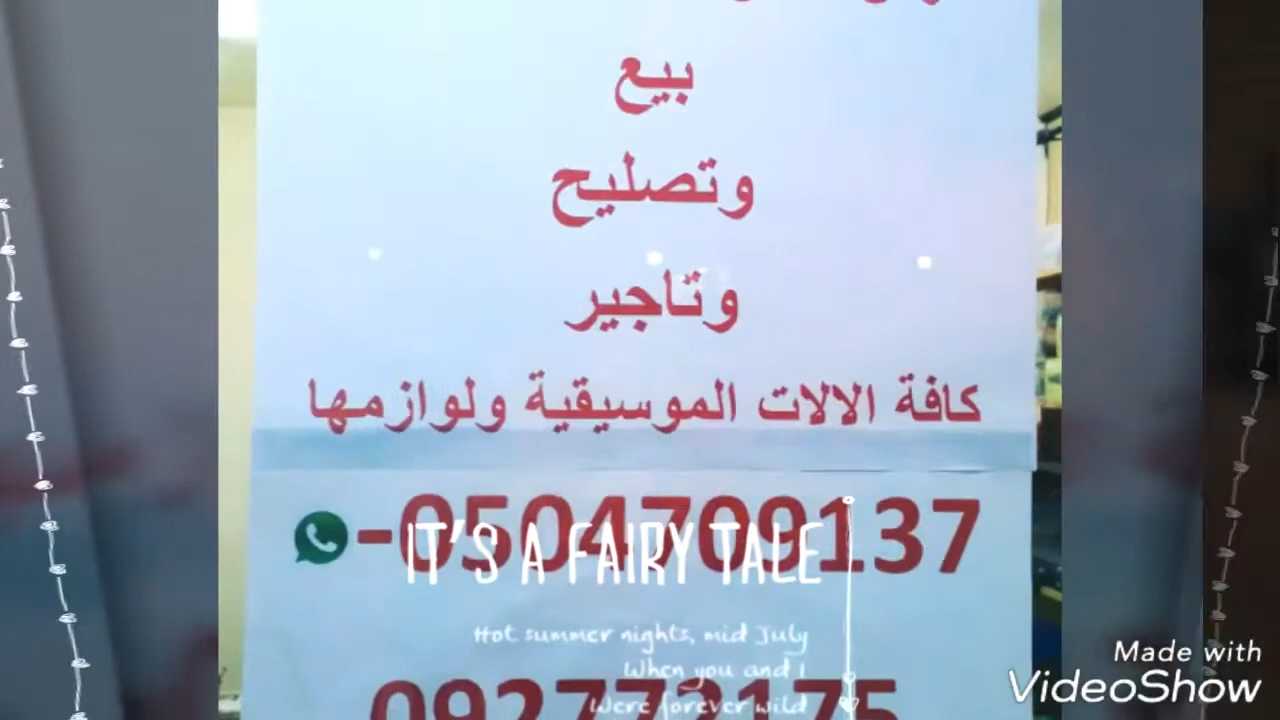 بيع
وتصليح
وتاجير
كافة الالات الموسيقية ولوازمها
-0504709137
IT'S A FAIRY TALE
Hot summer nights, mid July
When you and I
Were forever wild
Made with
VideoShow